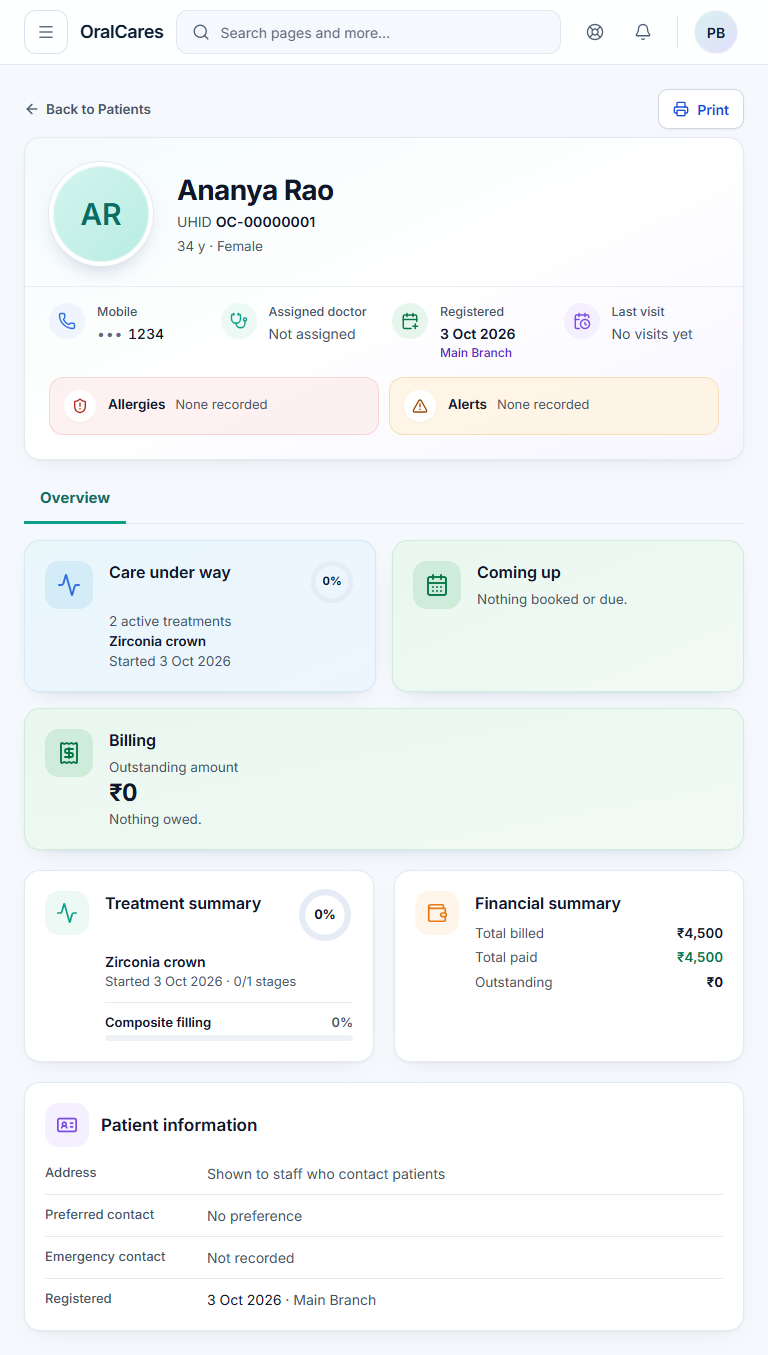 OralCares
Search pages and more...
PB
Back to Patients
Print
AR
Ananya Rao
UHID OC-00000001
34 y · Female
Mobile
••• 1234
Assigned doctor
Not assigned
Registered
3 Oct 2026
Main Branch
Last visit
No visits yet
Allergies None recorded
Alerts None recorded
Overview
Care under way
0%
2 active treatments
Zirconia crown
Started 3 Oct 2026
Coming up
Nothing booked or due.
Billing
Outstanding amount
₹0
Nothing owed.
Treatment summary
0%
Zirconia crown
Started 3 Oct 2026 · 0/1 stages
Composite filling 0%
Financial summary
Total billed ₹4,500
Total paid ₹4,500
Outstanding ₹0
Patient information
Address Shown to staff who contact patients
Preferred contact No preference
Emergency contact Not recorded
Registered 3 Oct 2026 · Main Branch